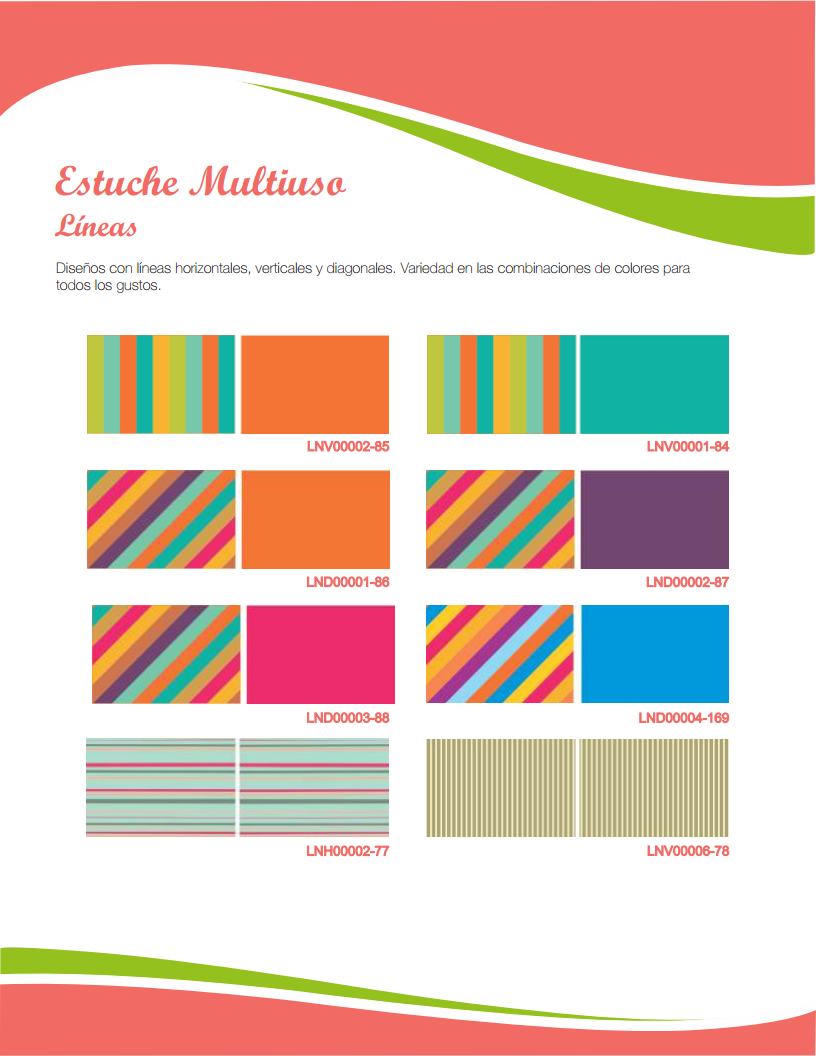 Estuche Multiuso
Líneas
Diseños con líneas horizontales, verticales y diagonales. Variedad en las combinaciones de colores para
todos los gustos.
LNV00002-85
LNV00001-84
LND00001-86
LND00002-87
LND00003-88
LND00004-169
LNH00002-77
LNV00006-78